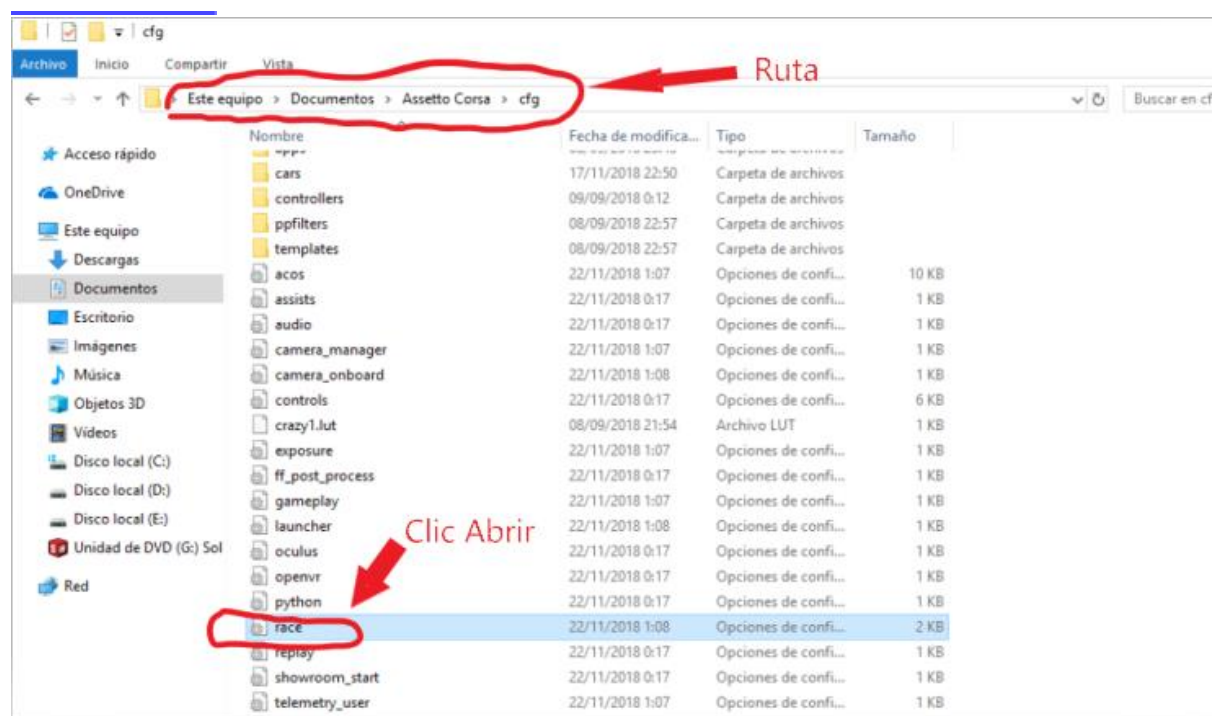 cfg
Archivo Inicio Compartir Vista
Ruta
Este equipo > Documentos > Assetto Corsa > cfg
Buscar en cf
Nombre Fecha de modifica... Tipo Tamaño
Acceso rápido
OneDrive
Este equipo
Descargas
Documentos
Escritorio
Imágenes
Música
Objetos 3D
Vídeos
Disco local (C:)
Disco local (D:)
Disco local (E:)
Unidad de DVD (G:) Sol
Red
cars 17/11/2018 22:50 Carpeta de archivos
controllers 09/09/2018 0:12 Carpeta de archivos
ppfilters 08/09/2018 22:57 Carpeta de archivos
templates 08/09/2018 22:57 Carpeta de archivos
acos 22/11/2018 1:07 Opciones de confi... 10 KB
assists 22/11/2018 0:17 Opciones de confi... 1 KB
audio 22/11/2018 0:17 Opciones de confi... 1 KB
camera_manager 22/11/2018 1:07 Opciones de confi... 1 KB
camera_onboard 22/11/2018 1:08 Opciones de confi... 1 KB
controls 22/11/2018 0:17 Opciones de confi... 6 KB
crazy1.lut 08/09/2018 21:54 Archivo LUT 1 KB
exposure 22/11/2018 1:07 Opciones de confi... 1 KB
ff_post_process 22/11/2018 0:17 Opciones de confi... 1 KB
gameplay 22/11/2018 1:07 Opciones de confi... 1 KB
launcher 22/11/2018 1:08 Opciones de confi... 1 KB
Clic Abrir
oculus 22/11/2018 0:17 Opciones de confi... 1 KB
openvr 22/11/2018 0:17 Opciones de confi... 1 KB
python 22/11/2018 0:17 Opciones de confi... 1 KB
race 22/11/2018 1:08 Opciones de confi... 2 KB
replay 22/11/2018 0:17 Opciones de confi... 1 KB
showroom_start 22/11/2018 0:17 Opciones de confi... 1 KB
telemetry_user 22/11/2018 1:07 Opciones de confi... 1 KB